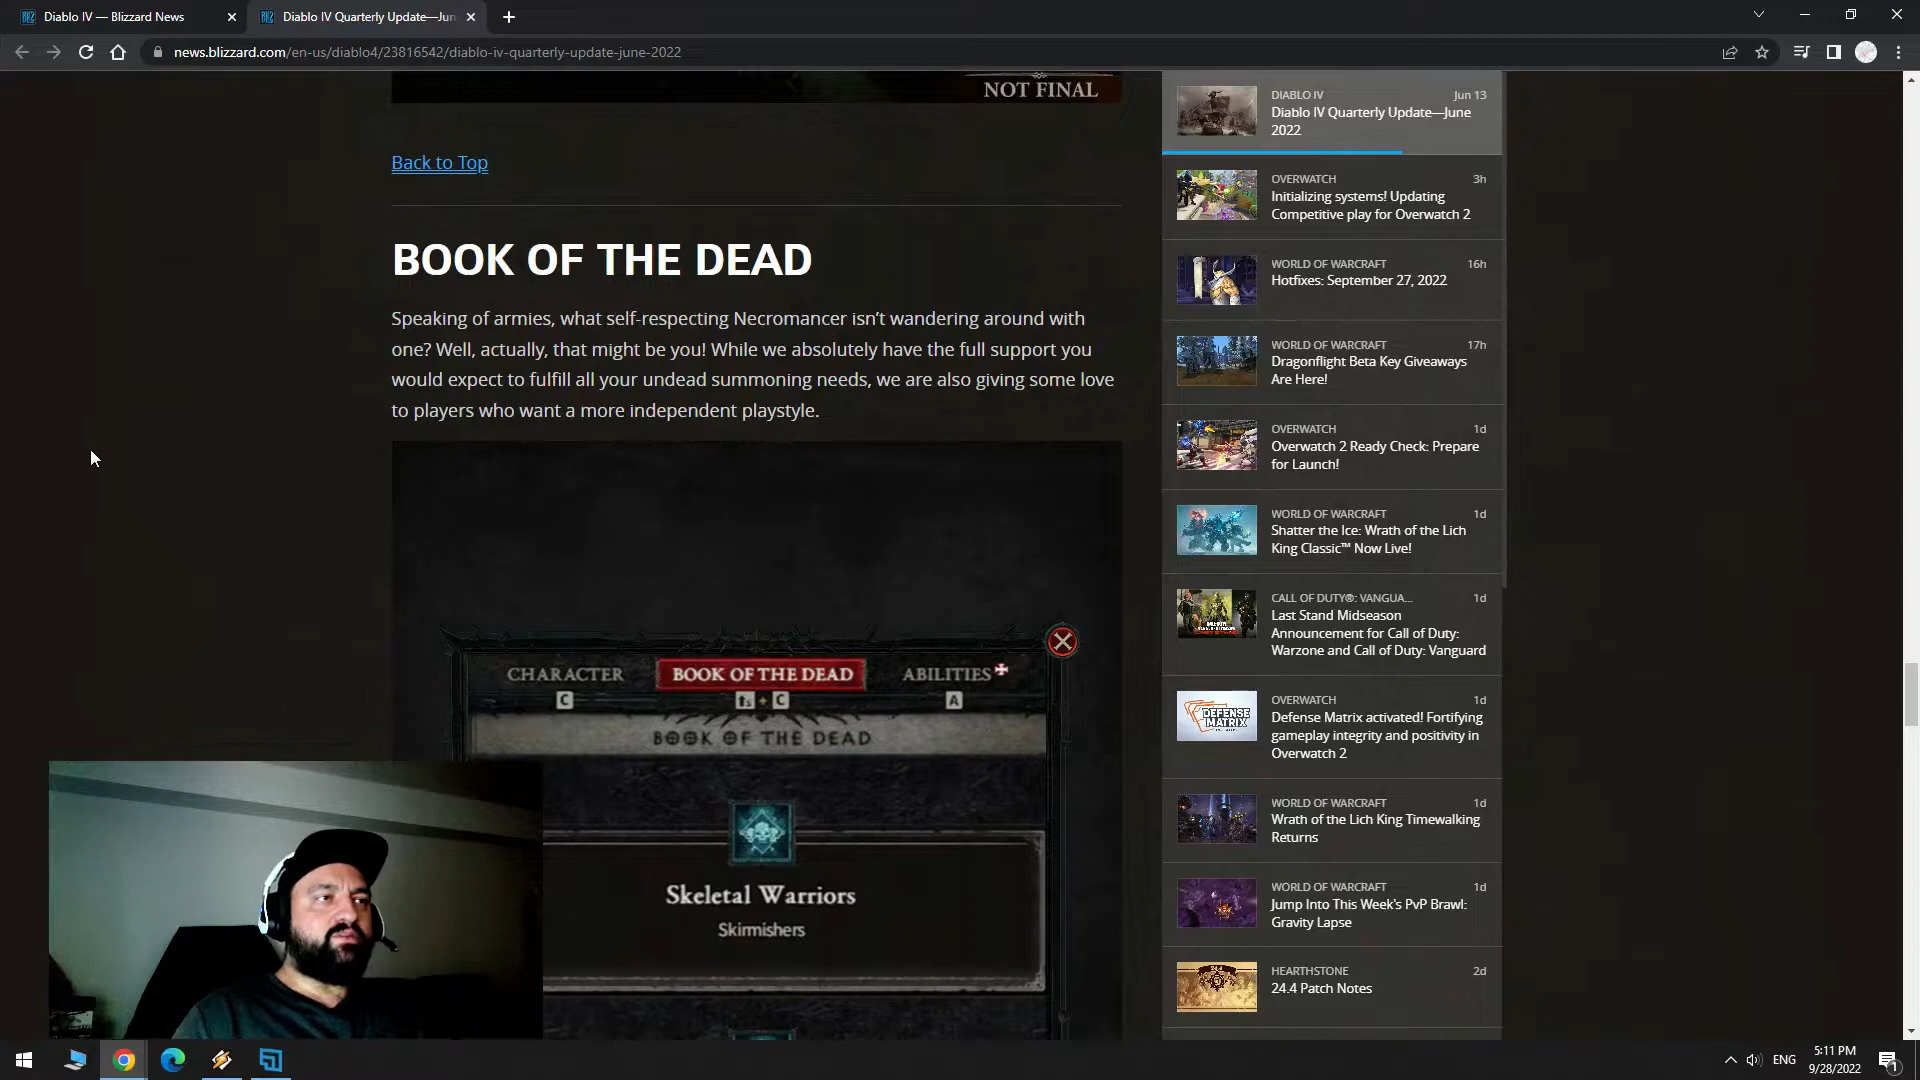 Diablo IV — Blizzard News
Diablo IV Quarterly Update—Jun
news.blizzard.com/en-us/diablo4/23816542/diablo-iv-quarterly-update-june-2022
NOT FINAL
Back to Top
BOOK OF THE DEAD
Speaking of armies, what self-respecting Necromancer isn’t wandering around with
one? Well, actually, that might be you! While we absolutely have the full support you
would expect to fulfill all your undead summoning needs, we are also giving some love
to players who want a more independent playstyle.
CHARACTER
BOOK OF THE DEAD
ABILITIES
C
+ C
A
BOOK OF THE DEAD
Skeletal Warriors
Skirmishers
DIABLO IV
Jun 13
Diablo IV Quarterly Update—June
2022
OVERWATCH
3h
Initializing systems! Updating
Competitive play for Overwatch 2
WORLD OF WARCRAFT
16h
Hotfixes: September 27, 2022
WORLD OF WARCRAFT
17h
Dragonflight Beta Key Giveaways
Are Here!
OVERWATCH
1d
Overwatch 2 Ready Check: Prepare
for Launch!
WORLD OF WARCRAFT
1d
Shatter the Ice: Wrath of the Lich
King Classic™ Now Live!
CALL OF DUTY®: VANGUA...
1d
Last Stand Midseason
Announcement for Call of Duty:
Warzone and Call of Duty: Vanguard
OVERWATCH
1d
DEFENSE
MATRIX
Defense Matrix activated! Fortifying
gameplay integrity and positivity in
Overwatch 2
WORLD OF WARCRAFT
1d
Wrath of the Lich King Timewalking
Returns
WORLD OF WARCRAFT
1d
Jump Into This Week's PvP Brawl:
Gravity Lapse
HEARTHSTONE
2d
24.4
24.4 Patch Notes
ENG
5:11 PM
9/28/2022
1